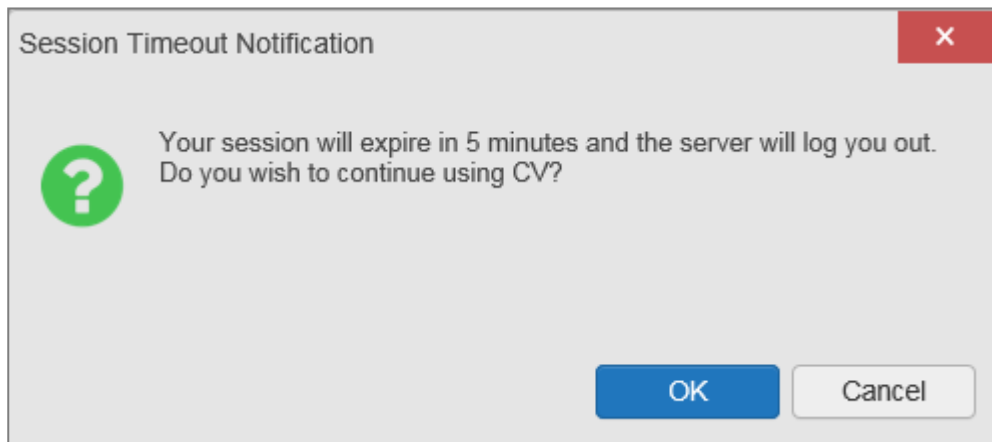 Session Timeout Notification
Your session will expire in 5 minutes and the server will log you out.
Do you wish to continue using CV?
OK
Cancel